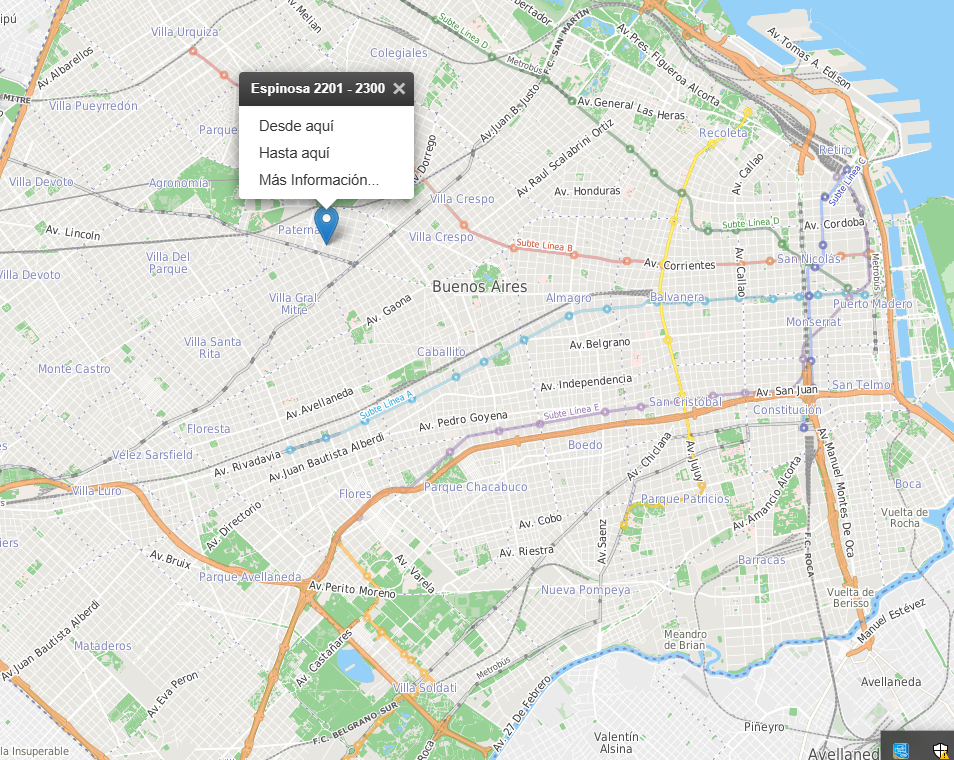 Espinosa 2201 - 2300
Desde aquí
Hasta aquí
Más Información...
ipú
Villa Urquiza
Av.Albarellos
MITRE
Villa Pueyrredón
Parque
Villa Devoto
Agronomia
Av. Lincoln
Villa Devoto
Villa Del
Parque
Paterna
Colegiales
Subte Línea D
Metrobus
F.C. SAN MARTÍN
Av.Pres. Figueroa Alcorta
Av.Tomas A. Edison
Av.Juan B. Justo
Av.General Las Heras
Av.Dorrego
Av.Raul Scalabrini Ortiz
Recoleta
Av. Callao
Retiro
Subte Línea C
Av. Honduras
Villa Crespo
Villa Crespo
Subte Línea B
Subte Línea D
Av. Cordoba
Av. Corrientes
Av. Callao
San Nicolás
Metrobus
Buenos Aires
Almagro
Balvanera
Puerto Madero
Monserrat
Villa Gral
Mitre
Av. Gaona
Villa Santa
Rita
Monte Castro
Caballito
Av.Belgrano
Av. Independencia
Av. San Juan
San Telmo
Av.Avellaneda
Subte Línea A
Av. Pedro Goyena
Subte Línea E
San Cristóbal
Constitución
Floresta
Vélez Sarsfield
Av. Rivadavia
Av.Juan Bautista Alberdi
Boedo
Av. Chiclana
Av.Jujuy
Av.Manuel Montes De Oca
Villa Luro
Flores
Parque Chacabuco
Parque Patricios
Av.Amancio Alcorta
Boca
Vuelta de
Rocha
Av. Directorio
Av. Cobo
Av.Saenz
Av. Riestra
iers
Av. Bruix
Parque Avellaneda
Av.Perito Moreno
Av. Varela
Nueva Pompeya
Barracas
F.C. ROCA
Vuelta de
Berisso
Manuel Estévez
Av.Juan Bautista Alberdi
Mataderos
Av. Castañares
Meandro
de Brian
Metrobus
Av. Eva Peron
Villa Soldati
Av. 27 De Febrero
Avellaneda
F.C. BELGRANO SUR
Roca
Valentín
Alsina
Piñeyro
Avellaned
la Insuperable